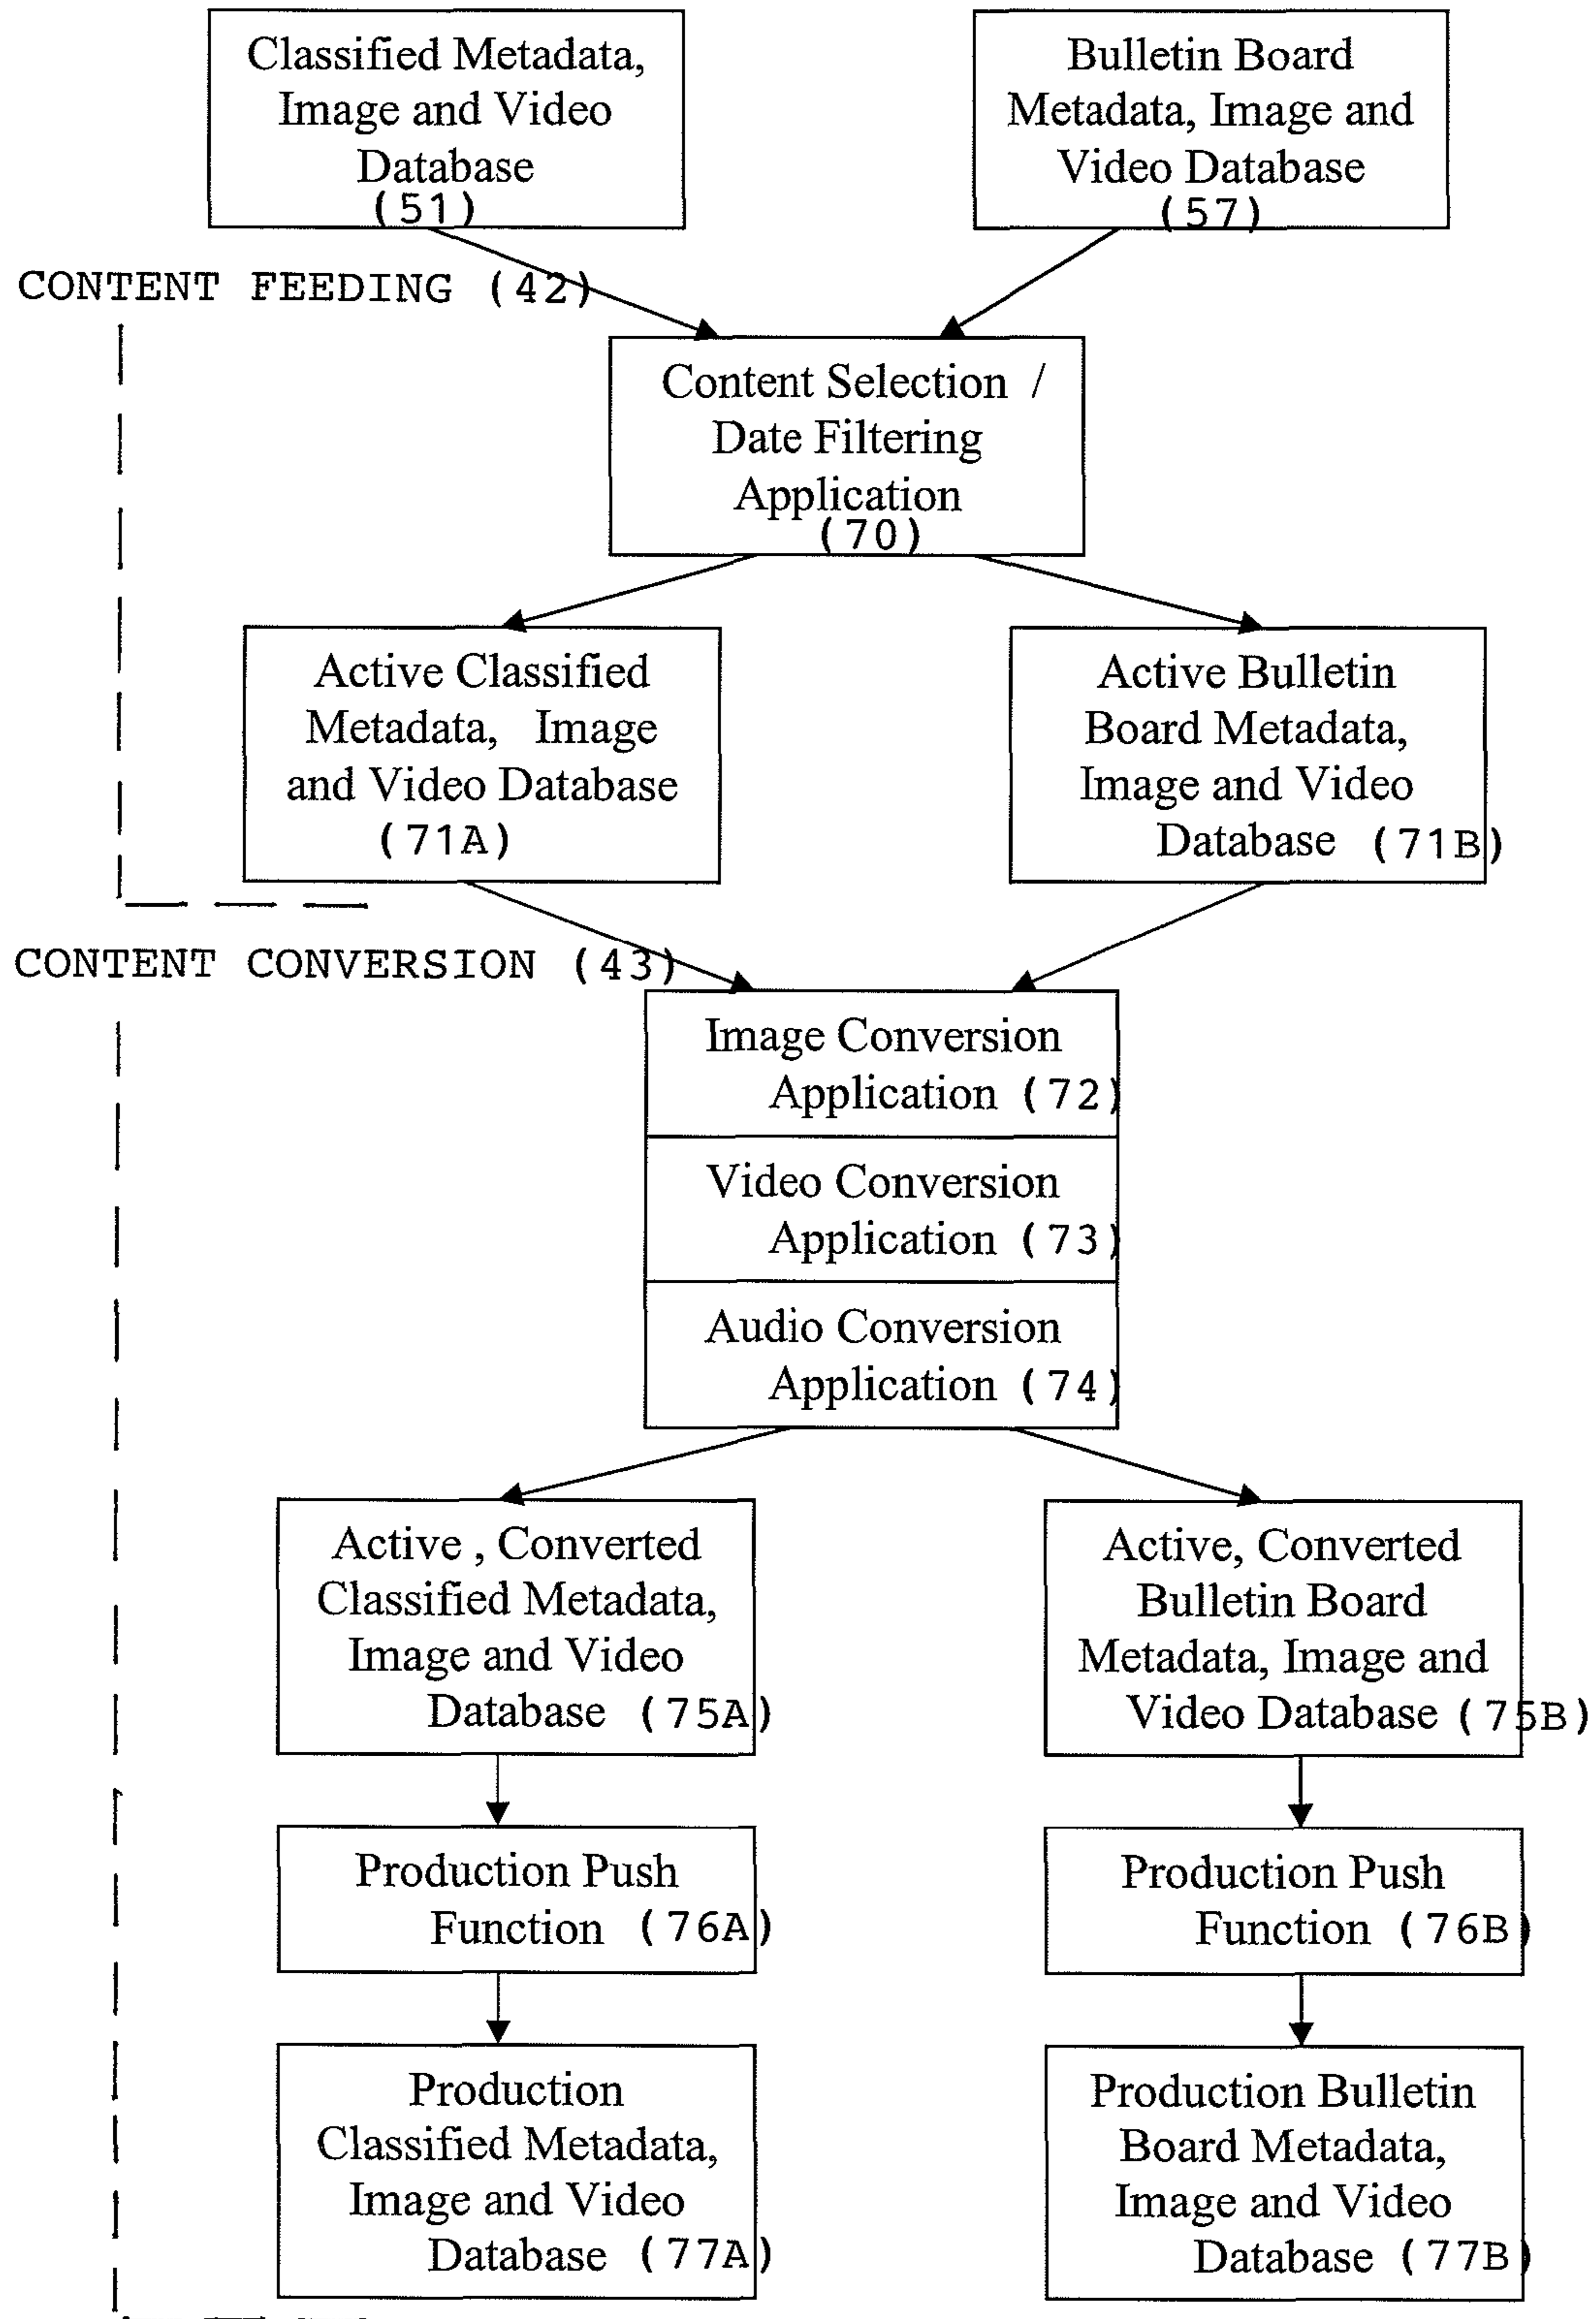 Classified Metadata,
Image and Video
Database
(51)
Bulletin Board
Metadata, Image and
Video Database
(57)
CONTENT FEEDING (42)
Content Selection /
Date Filtering
Application
(70)
Active Classified
Metadata, Image
and Video Database
(71A)
Active Bulletin
Board Metadata,
Image and Video
Database (71B)
CONTENT CONVERSION (43)
Image Conversion
Application (72)
Video Conversion
Application (73)
Audio Conversion
Application (74)
Active , Converted
Classified Metadata,
Image and Video
Database (75A)
Active, Converted
Bulletin Board
Metadata, Image and
Video Database (75B)
Production Push
Function (76A)
Production Push
Function (76B)
Production
Classified Metadata,
Image and Video
Database (77A)
Production Bulletin
Board Metadata,
Image and Video
Database (77B)